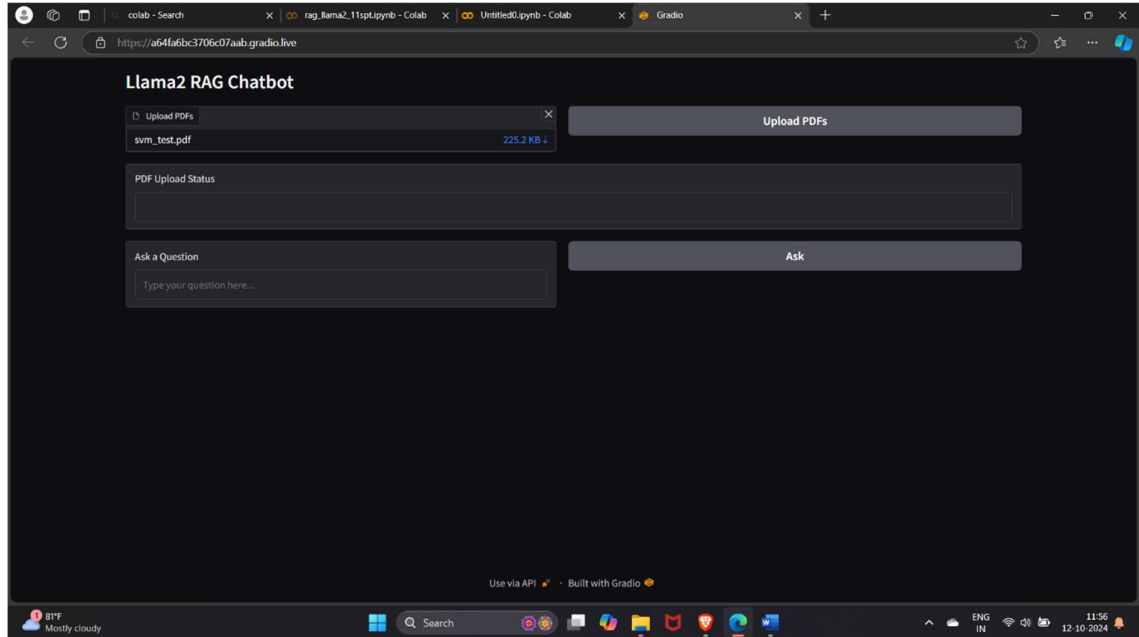 colab - Search
rag_llama2_11spt.ipynb - Colab
Untitled0.ipynb - Colab
Gradio
https://a64fa6bc3706c07aab.gradio.live
Llama2 RAG Chatbot
Upload PDFs
svm_test.pdf 225.2 KB ↓
Upload PDFs
PDF Upload Status
Ask a Question
Type your question here...
Ask
Use via API · Built with Gradio
1
81°F
Mostly cloudy
Search
W
ENG
IN
11:56
12-10-2024